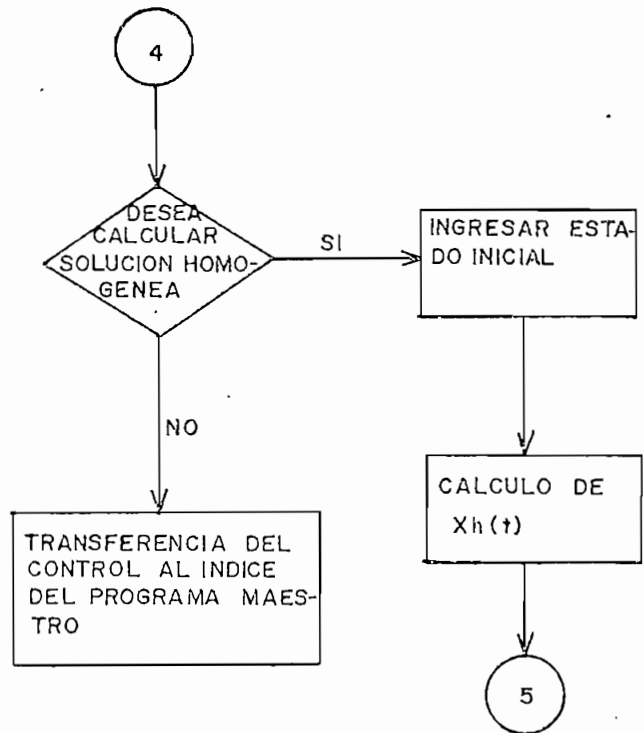 4
DESEA
CALCULAR
SOLUCION HOMO-
GENEA
SI
INGRESAR ESTA-
DO INICIAL
NO
CALCULO DE
Xh(t)
TRANSFERENCIA DEL
CONTROL AL INDICE
DEL PROGRAMA MAES-
TRO
5